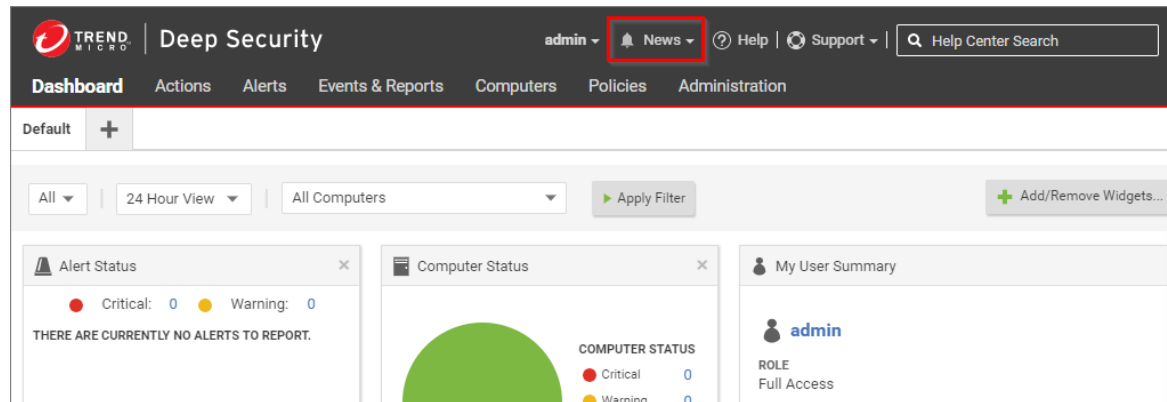 TREND MICRO Deep Security admin News Help Support Help Center Search
Dashboard Actions Alerts Events & Reports Computers Policies Administration
Default
All 24 Hour View All Computers Apply Filter Add/Remove Widgets...
Alert Status
Critical: 0 Warning: 0
THERE ARE CURRENTLY NO ALERTS TO REPORT.
Computer Status
COMPUTER STATUS
Critical 0
Warning 0
My User Summary
admin
ROLE
Full Access